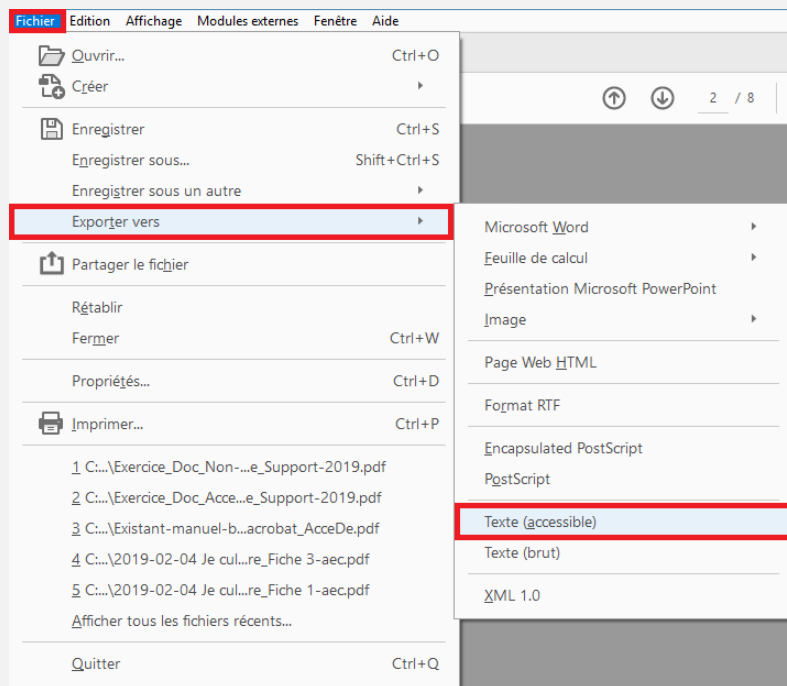 Fichier Edition Affichage Modules externes Fenêtre Aide
Ouvrir... Ctrl+O
Créer
2 / 8
Enregistrer Ctrl+S
Enregistrer sous... Shift+Ctrl+S
Enregistrer sous un autre
Exporter vers
Partager le fichier
Rétablir
Fermer Ctrl+W
Propriétés... Ctrl+D
Imprimer... Ctrl+P
1 C:...\Exercice_Doc_Non-...e_Support-2019.pdf
2 C:...\Exercice_Doc_Acce...e_Support-2019.pdf
3 C:...\Existant-manuel-b...acrobat_AcceDe.pdf
4 C:...\2019-02-04 Je cul...re_Fiche 3-aec.pdf
5 C:...\2019-02-04 Je cul...re_Fiche 1-aec.pdf
Afficher tous les fichiers récents...
Quitter Ctrl+Q
Microsoft Word
Feuille de calcul
Présentation Microsoft PowerPoint
Image
Page Web HTML
Format RTF
Encapsulated PostScript
PostScript
Texte (accessible)
Texte (brut)
XML 1.0